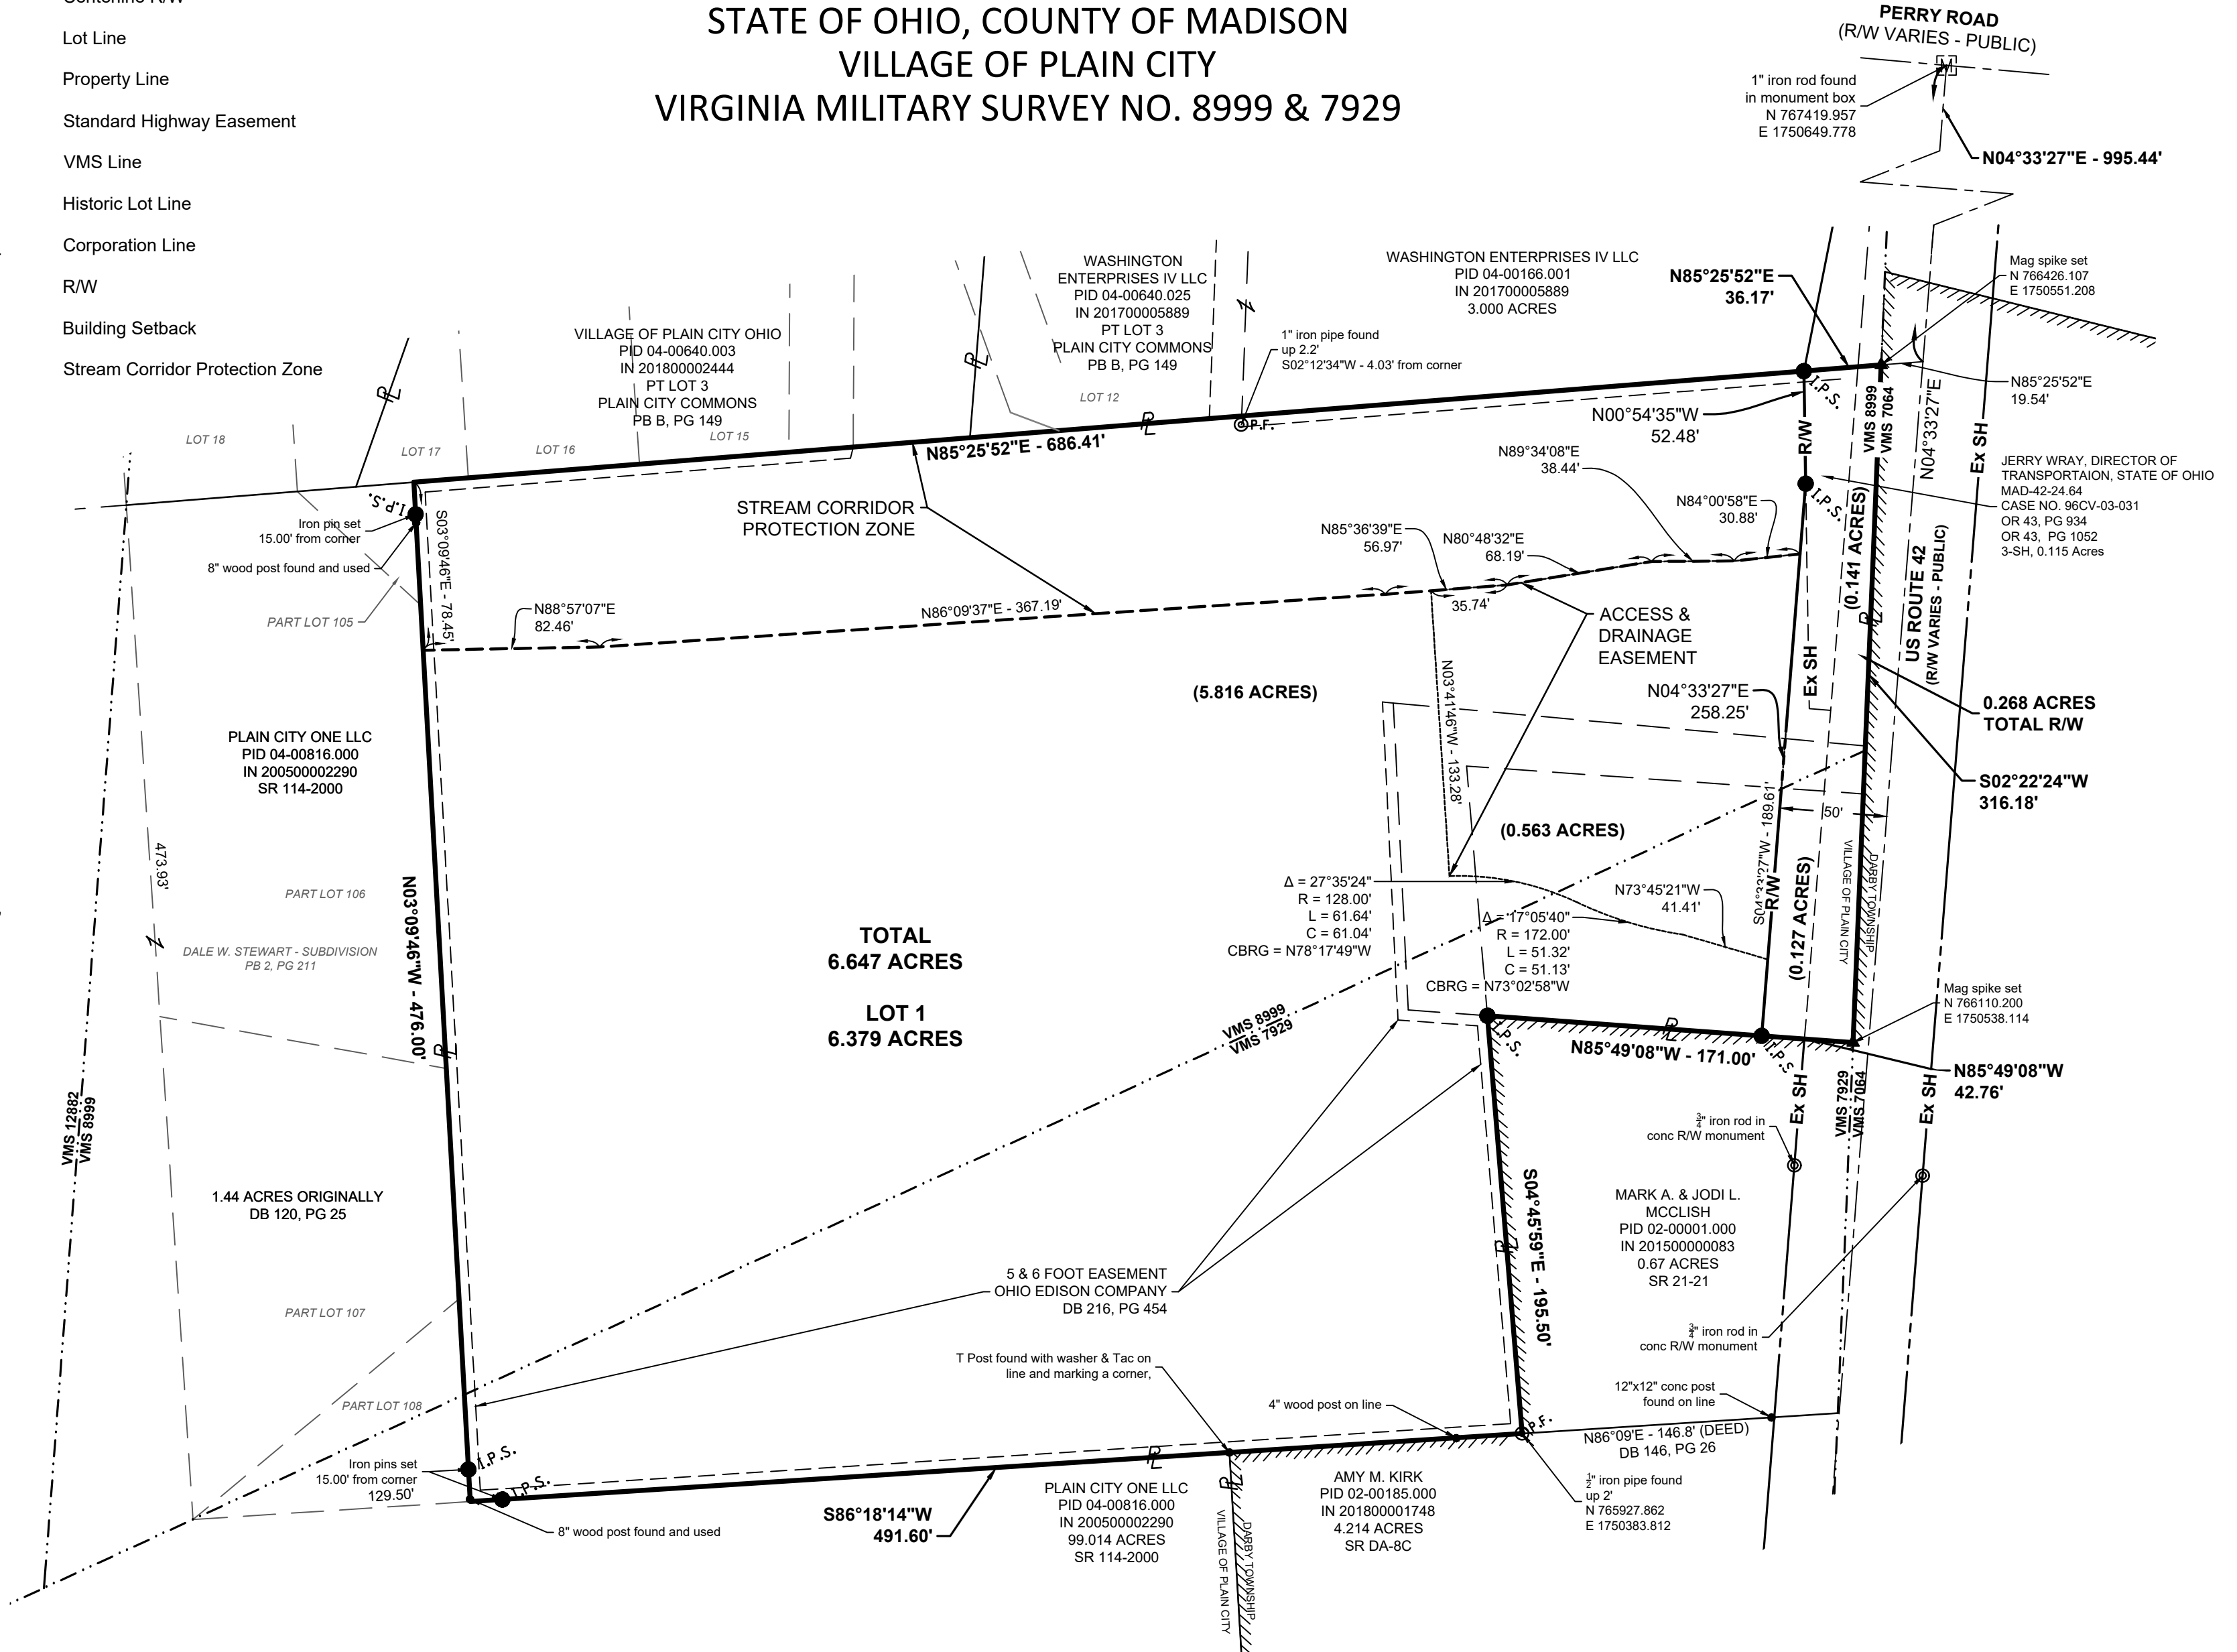 STATE OF OHIO, COUNTY OF MADISON
VILLAGE OF PLAIN CITY
VIRGINIA MILITARY SURVEY NO. 8999 & 7929
Lot Line
Property Line
Standard Highway Easement
VMS Line
Historic Lot Line
Corporation Line
R/W
Building Setback
Stream Corridor Protection Zone
PERRY ROAD
(R/W VARIES - PUBLIC)
1" iron rod found
in monument box
N 767419.957
E 1750649.778
N04°33'27"E - 995.44'
Mag spike set
N 766426.107
E 1750551.208
N85°25'52"E
36.17'
N85°25'52"E
19.54'
WASHINGTON ENTERPRISES IV LLC
PID 04-00166.001
IN 201700005889
3.000 ACRES
WASHINGTON
ENTERPRISES IV LLC
PID 04-00640.025
IN 201700005889
PT LOT 3
PLAIN CITY COMMONS
PB B, PG 149
LOT 12
1" iron pipe found
up 2.2'
S02°12'34"W - 4.03' from corner
P.F.
VILLAGE OF PLAIN CITY OHIO
PID 04-00640.003
IN 201800002444
PT LOT 3
PLAIN CITY COMMONS
PB B, PG 149
LOT 18
LOT 17
LOT 16
LOT 15
N85°25'52"E - 686.41'
STREAM CORRIDOR
PROTECTION ZONE
I.P.S.
Iron pin set
15.00' from corner
8" wood post found and used
PART LOT 105
S03°09'46"E - 78.45'
N88°57'07"E
82.46'
N86°09'37"E - 367.19'
N85°36'39"E
56.97'
N80°48'32"E
68.19'
N89°34'08"E
38.44'
N84°00'58"E
30.88'
N00°54'35"W
52.48'
35.74'
I.P.S.
R/W
I.P.S.
VMS 8999
VMS 7064
N04°33'27"E
Ex SH
JERRY WRAY, DIRECTOR OF
TRANSPORTAION, STATE OF OHIO
MAD-42-24.64
CASE NO. 96CV-03-031
OR 43, PG 934
OR 43, PG 1052
3-SH, 0.115 Acres
(0.141 ACRES)
US ROUTE 42
(R/W VARIES - PUBLIC)
ACCESS &
DRAINAGE
EASEMENT
Ex SH
N04°33'27"E
258.25'
0.268 ACRES
TOTAL R/W
S02°22'24"W
316.18'
(5.816 ACRES)
N03°41'46"W - 133.28'
(0.563 ACRES)
50'
S04°33'27"W - 189.61'
R/W
(0.127 ACRES)
VILLAGE OF PLAIN CITY
DARBY TOWNSHIP
PLAIN CITY ONE LLC
PID 04-00816.000
IN 200500002290
SR 114-2000
473.93'
PART LOT 106
DALE W. STEWART - SUBDIVISION
PB 2, PG 211
N03°09'46"W - 476.00'
TOTAL
6.647 ACRES
LOT 1
6.379 ACRES
Δ = 27°35'24"
R = 128.00'
L = 61.64'
C = 61.04'
CBRG = N78°17'49"W
Δ = 17°05'40"
R = 172.00'
L = 51.32'
C = 51.13'
CBRG = N73°02'58"W
N73°45'21"W
41.41'
VMS 8999
VMS 7929
Mag spike set
N 766110.200
E 1750538.114
I.P.S.
N85°49'08"W - 171.00'
I.P.S
N85°49'08"W
42.76'
Ex SH
VMS 7929
VMS 7064
Ex SH
VMS 12882
VMS 8999
3/4" iron rod in
conc R/W monument
1.44 ACRES ORIGINALLY
DB 120, PG 25
S04°45'59"E - 195.50'
MARK A. & JODI L.
MCCLISH
PID 02-00001.000
IN 201500000083
0.67 ACRES
SR 21-21
5 & 6 FOOT EASEMENT
OHIO EDISON COMPANY
DB 216, PG 454
PART LOT 107
3/4" iron rod in
conc R/W monument
T Post found with washer & Tac on
line and marking a corner,
PART LOT 108
4" wood post on line
12"x12" conc post
found on line
P.F.
N86°09'E - 146.8' (DEED)
DB 146, PG 26
I.P.S.
Iron pins set
15.00' from corner
129.50'
I.P.S.
8" wood post found and used
S86°18'14"W
491.60'
PLAIN CITY ONE LLC
PID 04-00816.000
IN 200500002290
99.014 ACRES
SR 114-2000
AMY M. KIRK
PID 02-00185.000
IN 201800001748
4.214 ACRES
SR DA-8C
1/2" iron pipe found
up 2'
N 765927.862
E 1750383.812
VILLAGE OF PLAIN CITY
DARBY TOWNSHIP